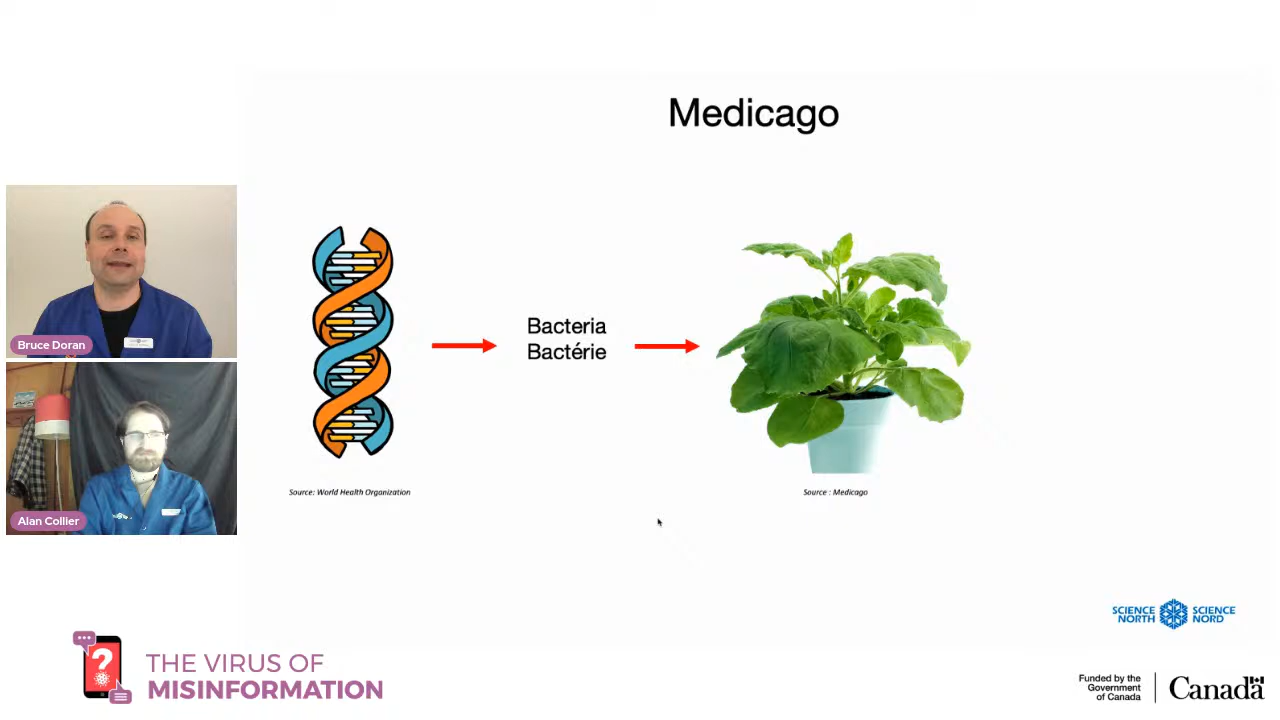 Medicago
Bruce Doran
Alan Collier
Bacteria
Bactérie
Source: World Health Organization
Source : Medicago
SCIENCE NORTH
SCIENCE NORD
THE VIRUS OF
MISINFORMATION
Funded by the
Government
of Canada
Canada